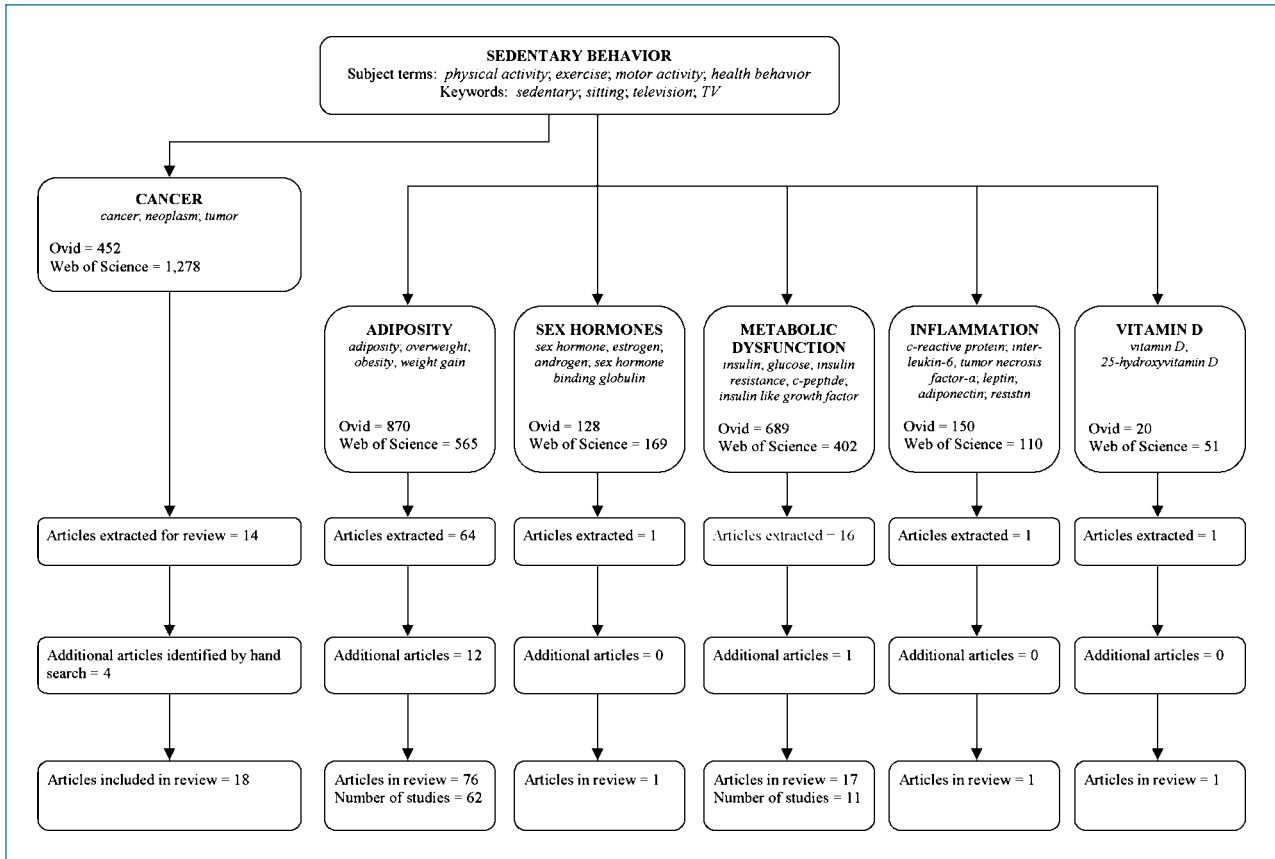 SEDENTARY BEHAVIOR
Subject terms: physical activity; exercise; motor activity; health behavior
Keywords: sedentary; sitting; television; TV
CANCER
cancer; neoplasm; tumor
Ovid = 452
Web of Science = 1,278
ADIPOSITY
adiposity; overweight,
obesity; weight gain
Ovid = 870
Web of Science = 565
SEX HORMONES
sex hormone; estrogen;
androgen; sex hormone
binding globulin
Ovid = 128
Web of Science = 169
METABOLIC
DYSFUNCTION
insulin, glucose; insulin
resistance; c-peptide;
insulin like growth factor
Ovid = 689
Web of Science = 402
INFLAMMATION
c-reactive protein; inter-
leukin-6, tumor necrosis
factor-α; leptin;
adiponectin; resistin
Ovid = 150
Web of Science = 110
VITAMIN D
vitamin D,
25-hydroxyvitamin D
Ovid = 20
Web of Science = 51
Articles extracted for review = 14
Articles extracted = 64
Articles extracted = 1
Articles extracted = 16
Articles extracted = 1
Articles extracted = 1
Additional articles identified by hand
search = 4
Additional articles = 12
Additional articles = 0
Additional articles = 1
Additional articles = 0
Additional articles = 0
Articles included in review = 18
Articles in review = 76
Number of studies = 62
Articles in review = 1
Articles in review = 17
Number of studies = 11
Articles in review = 1
Articles in review = 1